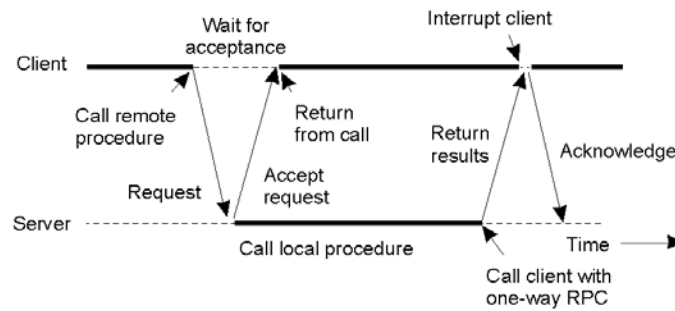 Wait for
acceptance
Interrupt client
Client
Call remote
procedure
Return
from call
Return
results
Acknowledge
Request
Accept
request
Server
Call local procedure
Time
Call client with
one-way RPC